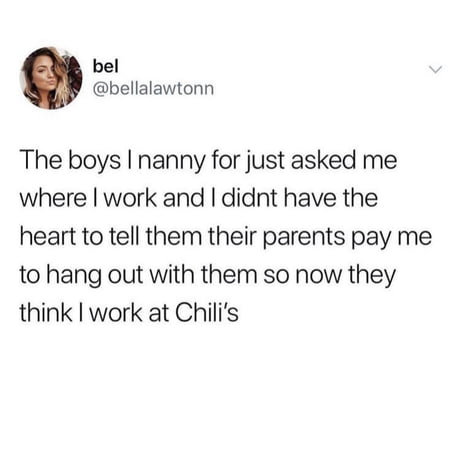 bel
@bellalawtonn
The boys I nanny for just asked me
where I work and I didnt have the
heart to tell them their parents pay me
to hang out with them so now they
think I work at Chili's